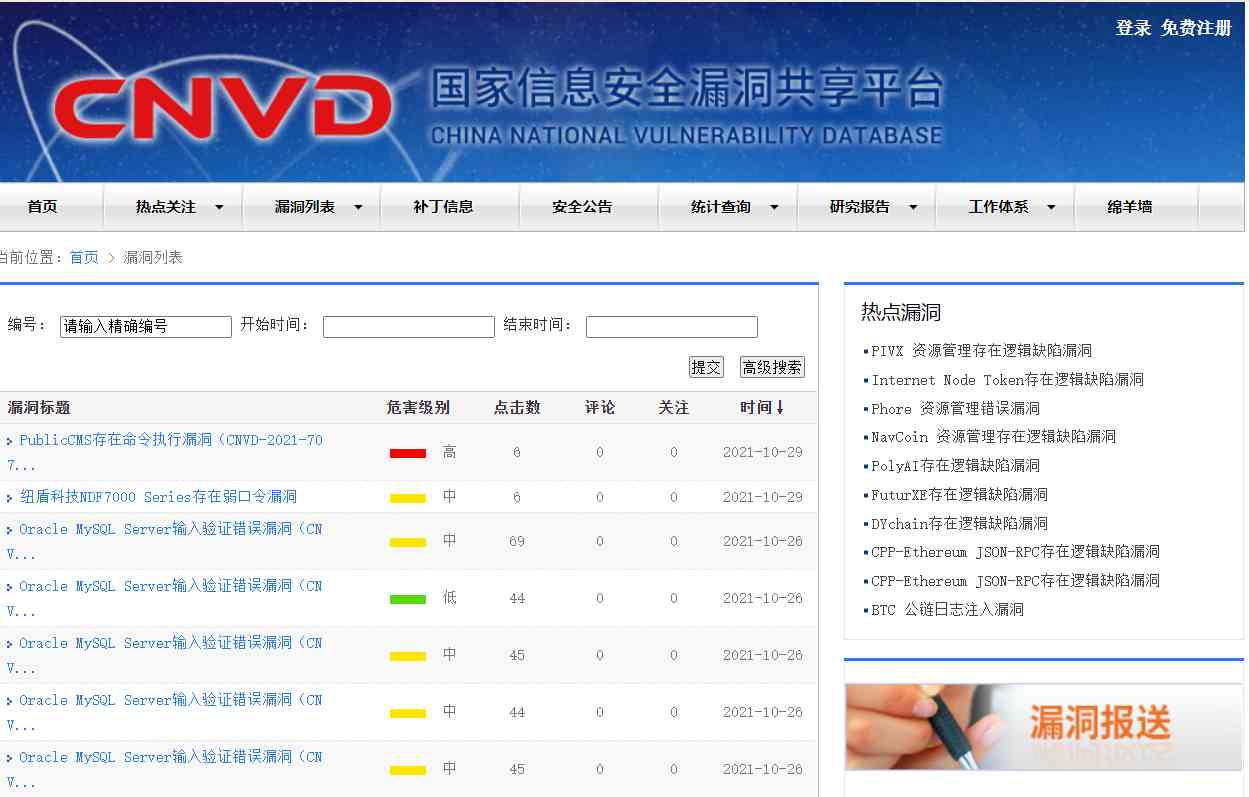 登录 免费注册
CNVD 国家信息安全漏洞共享平台
CHINA NATIONAL VULNERABILITY DATABASE
首页 热点关注 漏洞列表 补丁信息 安全公告 统计查询 研究报告 工作体系 绵羊墙
当前位置: 首页 > 漏洞列表
编号: 请输入精确编号 开始时间: 结束时间:
提交 高级搜索
漏洞标题 危害级别 点击数 评论 关注 时间↓
PublicCMS存在命令执行漏洞（CNVD-2021-70
7... 高 6 0 0 2021-10-29
纽盾科技NDF7000 Series存在弱口令漏洞 中 6 0 0 2021-10-29
Oracle MySQL Server输入验证错误漏洞（CN
V... 中 69 0 0 2021-10-26
Oracle MySQL Server输入验证错误漏洞（CN
V... 低 44 0 0 2021-10-26
Oracle MySQL Server输入验证错误漏洞（CN
V... 中 45 0 0 2021-10-26
Oracle MySQL Server输入验证错误漏洞（CN
V... 中 44 0 0 2021-10-26
Oracle MySQL Server输入验证错误漏洞（CN
V... 中 45 0 0 2021-10-26
热点漏洞
PIVX 资源管理存在逻辑缺陷漏洞
Internet Node Token存在逻辑缺陷漏洞
Phore 资源管理错误漏洞
NavCoin 资源管理存在逻辑缺陷漏洞
PolyAI存在逻辑缺陷漏洞
FuturXE存在逻辑缺陷漏洞
DYchain存在逻辑缺陷漏洞
CPP-Ethereum JSON-RPC存在逻辑缺陷漏洞
CPP-Ethereum JSON-RPC存在逻辑缺陷漏洞
BTC 公链日志注入漏洞
漏洞报送